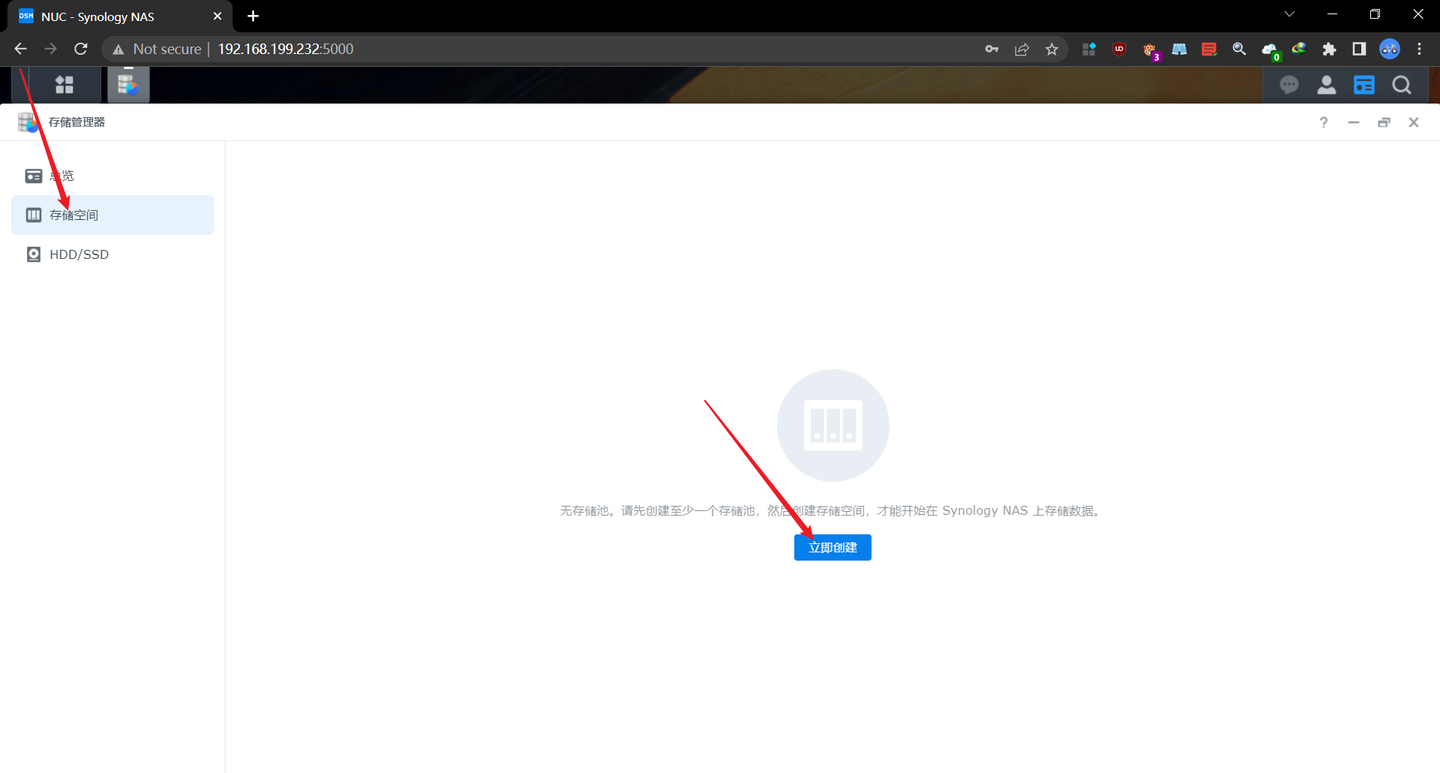 DSM NUC - Synology NAS
Not secure | 192.168.199.232:5000
UD
3
0
存储管理器
?
总览
存储空间
HDD/SSD
无存储池。请先创建至少一个存储池，然后创建存储空间，才能开始在 Synology NAS 上存储数据。
立即创建